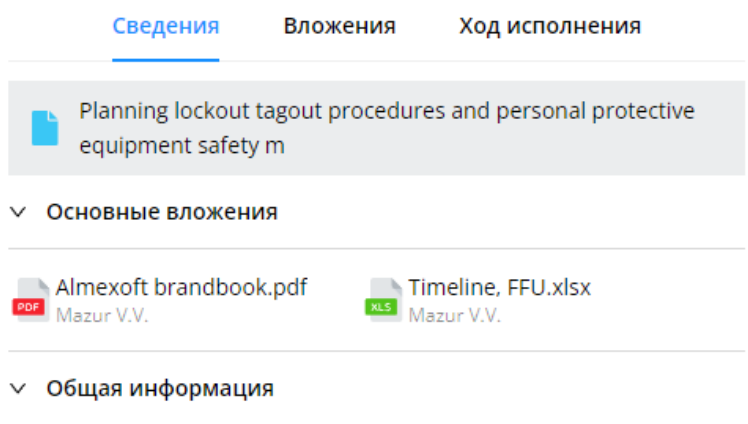 Сведения Вложения Ход исполнения
Planning lockout tagout procedures and personal protective
equipment safety m
Основные вложения
Almexoft brandbook.pdf Timeline, FFU.xlsx
PDF XLS
Mazur V.V. Mazur V.V.
Общая информация